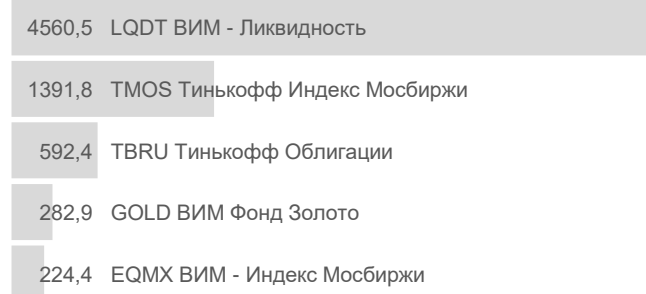 4560,5 LQDT ВИМ - Ликвидность
1391,8 TMOS Тинькофф Индекс Мосбиржи
592,4 TBRU Тинькофф Облигации
282,9 GOLD ВИМ Фонд Золото
224,4 EQMX ВИМ - Индекс Мосбиржи